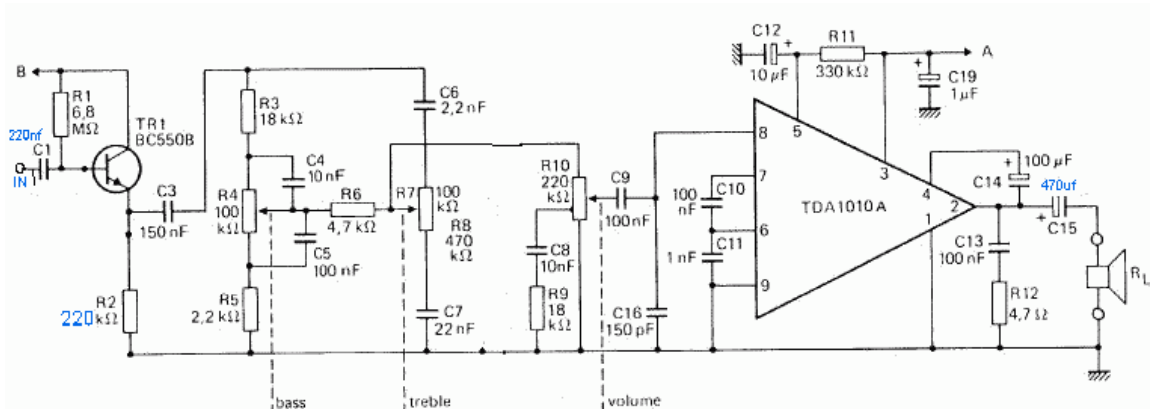 B
R1
6,8
MΩ
TR1
BC550B
220nf
C1
IN
C3
150 nF
R2
220 kΩ
R3
18 kΩ
C4
10nF
R4
100
kΩ
R6
4,7 kΩ
C5
100 nF
R5
2,2 kΩ
bass
C6
2,2 nF
R7
100
kΩ
R8
470
kΩ
C7
22 nF
treble
R10
220
kΩ
C9
100nF
C8
10nF
R9
18
kΩ
C16
150 pF
volume
C10
100
nF
C11
1 nF
C12
+
10 µF
R11
330 kΩ
A
+
C19
1 µF
8
7
6
9
5
3
4
2
1
TDA1010A
+
100 µF
C14
470uf
+
C15
C13
100 nF
R12
4,7 Ω
RL